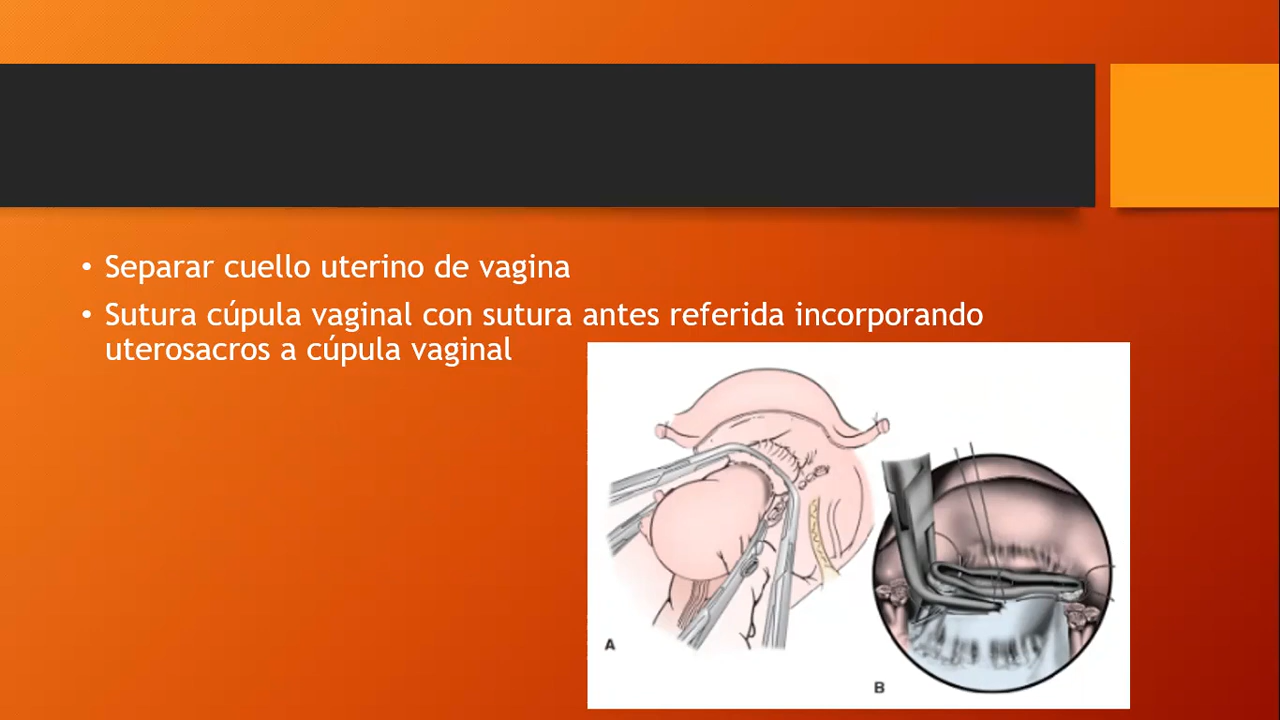 • Separar cuello uterino de vagina
• Sutura cúpula vaginal con sutura antes referida incorporando
uterosacros a cúpula vaginal
A
B